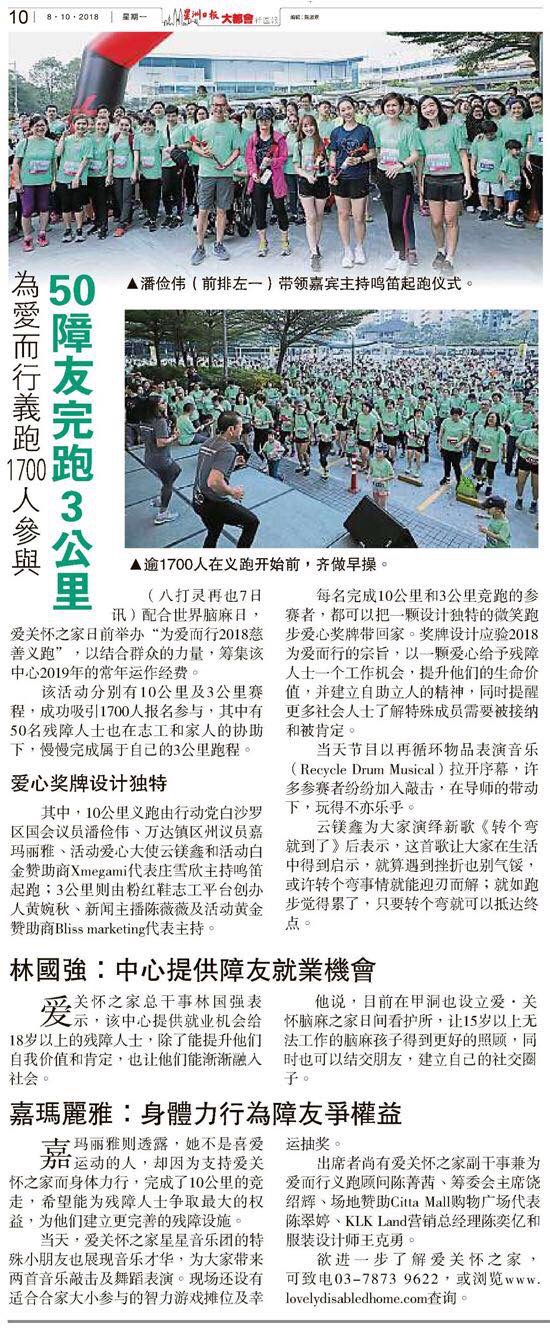 10
8·10·2018
星期一
星洲日报
大都會
社區報
▲潘俭伟（前排左一）带领嘉宾主持鸣笛起跑仪式。
50障友完跑3公里
為愛而行義跑1700人參與
▲逾1700人在义跑开始前，齐做早操。
（八打灵再也7日
讯）配合世界脑麻日，
爱关怀之家日前举办“为爱而行2018慈
善义跑”，以结合群众的力量，筹集该
中心2019年的常年运作经费。
该活动分别有10公里及3公里赛
程，成功吸引1700人报名参与，其中有
50名残障人士也在志工和家人的协助
下，慢慢完成属于自己的3公里跑程。
爱心奖牌设计独特
其中，10公里义跑由行动党白沙罗
区国会议员潘俭伟、万达镇区州议员嘉
玛丽雅、活动爱心大使云镁鑫和活动白
金赞助商Xmegami代表庄雪欣主持鸣笛
起跑；3公里则由粉红鞋志工平台创办
人黄婉秋、新闻主播陈薇薇及活动黄金
赞助商Bliss marketing代表主持。
每名完成10公里和3公里竞跑的参
赛者，都可以把一颗设计独特的微笑跑
步爱心奖牌带回家。奖牌设计应验2018
为爱而行的宗旨，以一颗爱心给予残障
人士一个工作机会，提升他们的生命价
值，并建立自助立人的精神，同时提醒
更多社会人士了解特殊成员需要被接纳
和被肯定。
当天节目以再循环物品表演音乐
（Recycle Drum Musical）拉开序幕，许
多参赛者纷纷加入敲击，在导师的带动
下，玩得不亦乐乎。
云镁鑫为大家演绎新歌《转个弯
就到了》后表示，这首歌让大家在生活
中得到启示，就算遇到挫折也别气馁，
或许转个弯事情就能迎刃而解；就如跑
步觉得累了，只要转个弯就可以抵达终
点。
林國強：中心提供障友就業機會
爱关怀之家总干事林国强表
示，该中心提供就业机会给
18岁以上的残障人士，除了能提升他们
自我价值和肯定，也让他们能渐渐融入
社会。
他说，目前在甲洞也设立爱·关
怀脑麻之家日间看护所，让15岁以上无
法工作的脑麻孩子得到更好的照顾，同
时也可以结交朋友，建立自己的社交圈
子。
嘉瑪麗雅：身體力行為障友爭權益
嘉玛丽雅则透露，她不是喜爱
运动的人，却因为支持爱关
怀之家而身体力行，完成了10公里的竞
走，希望能为残障人士争取最大的权
益，为他们建立更完善的残障设施。
当天，爱关怀之家星星音乐团的特
殊小朋友也展现音乐才华，为大家带来
两首音乐敲击及舞蹈表演。现场还设有
适合合家大小参与的智力游戏摊位及幸
运抽奖。
出席者尚有爱关怀之家副干事兼为
爱而行义跑顾问陈菁茜、筹委会主席饶
绍辉、场地赞助Citta Mall购物广场代表
陈翠婷、KLK Land营销总经理陈奕亿和
服装设计师王克勇。
欲进一步了解爱关怀之家，
可致电03-7873 9622，或浏览www.
lovelydisabledhome.com查询。